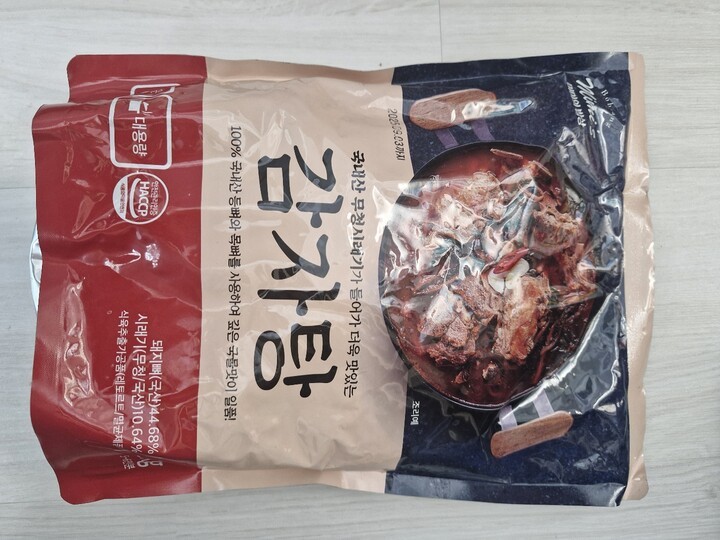 Mike's
국내산 무청시래기가 들어가 더욱 맛있는
감자탕
100% 국내산 등뼈와 목뼈를 사용하여 깊은 국물맛이 일품!
조리예
대용량
HACCP
돼지뼈(국산)44.68%
시래기(무청/국산)10.64%